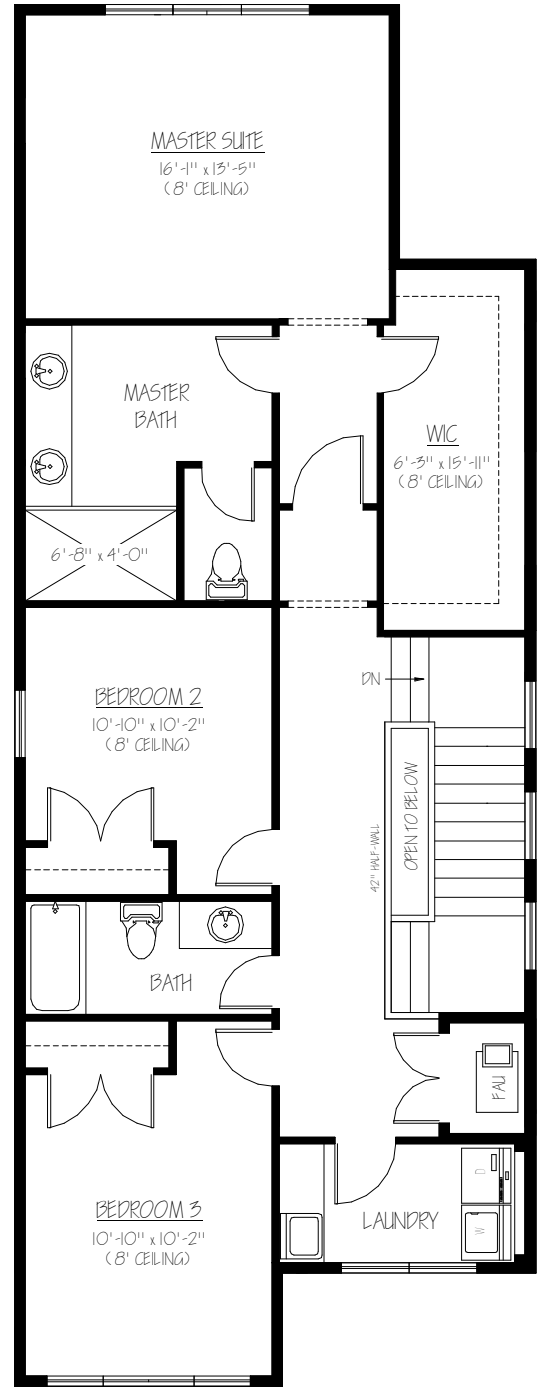 MASTER SUITE
16'-1" x 13'-5"
(8' CEILING)
MASTER
BATH
WIC
6'-3" x 15'-11"
(8' CEILING)
6'-8" x 4'-0"
DN
BEDROOM 2
10'-10" x 10'-2"
(8' CEILING)
OPEN TO BELOW
42" HALF-WALL
BATH
FAU
BEDROOM 3
10'-10" x 10'-2"
(8' CEILING)
LAUNDRY
D
W